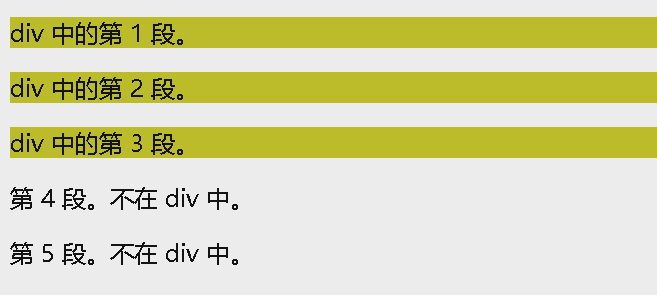 div 中的第 1 段。
div 中的第 2 段。
div 中的第 3 段。
第 4 段。不在 div 中。
第 5 段。不在 div 中。